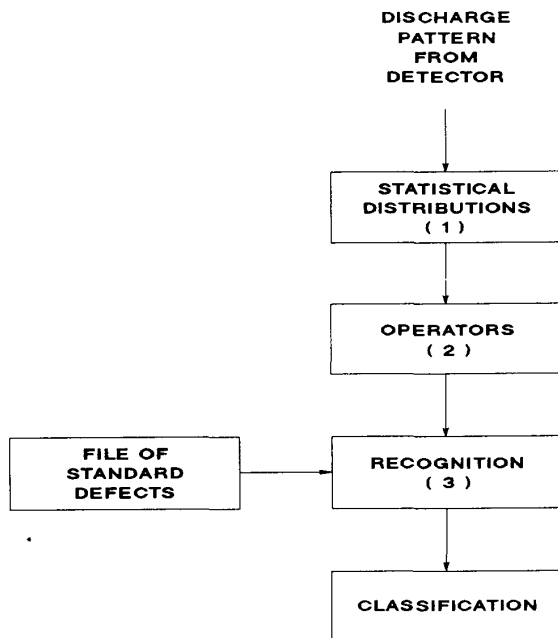 DISCHARGE
PATTERN
FROM
DETECTOR
STATISTICAL
DISTRIBUTIONS
( 1 )
OPERATORS
( 2 )
FILE OF
STANDARD
DEFECTS
RECOGNITION
( 3 )
CLASSIFICATION